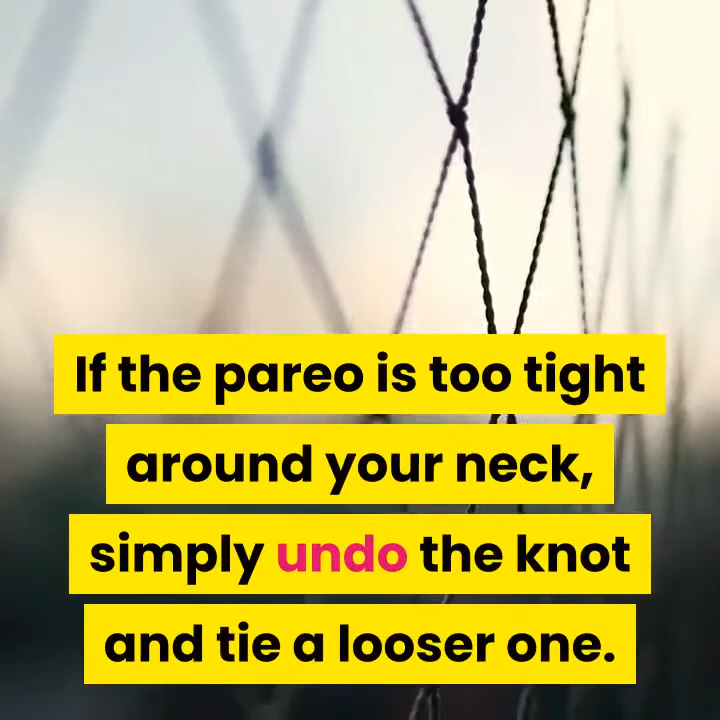 If the pareo is too tight
around your neck,
simply undo the knot
and tie a looser one.